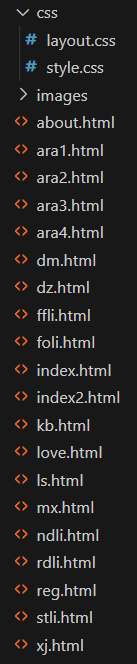 css
layout.css
style.css
images
about.html
ara1.html
ara2.html
ara3.html
ara4.html
dm.html
dz.html
ffli.html
foli.html
index.html
index2.html
kb.html
love.html
ls.html
mx.html
ndli.html
rdli.html
reg.html
stli.html
xj.html